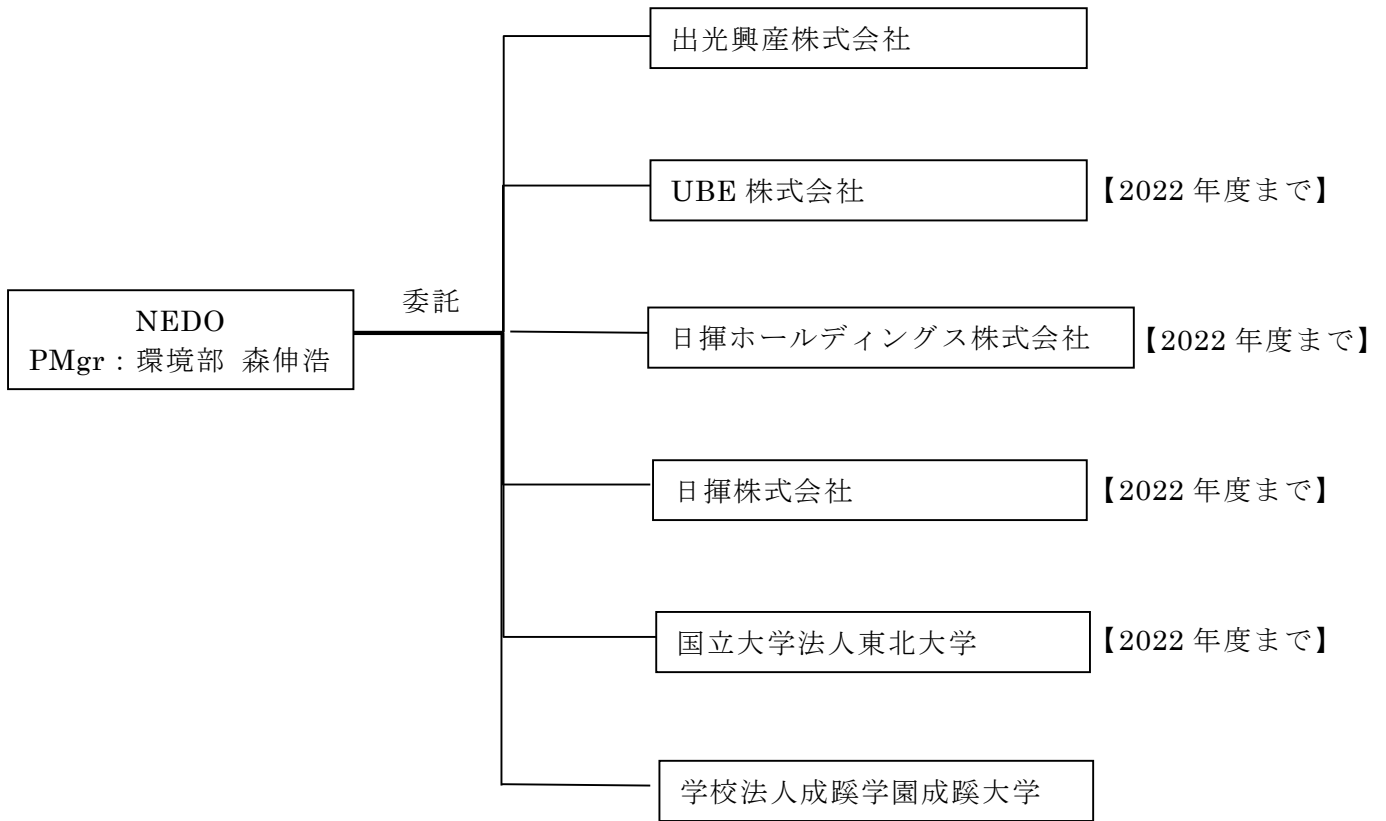 出光興産株式会社
UBE 株式会社
【2022 年度まで】
委託
NEDO
PMgr：環境部 森伸浩
日揮ホールディングス株式会社
【2022 年度まで】
日揮株式会社
【2022 年度まで】
国立大学法人東北大学
【2022 年度まで】
学校法人成蹊学園成蹊大学